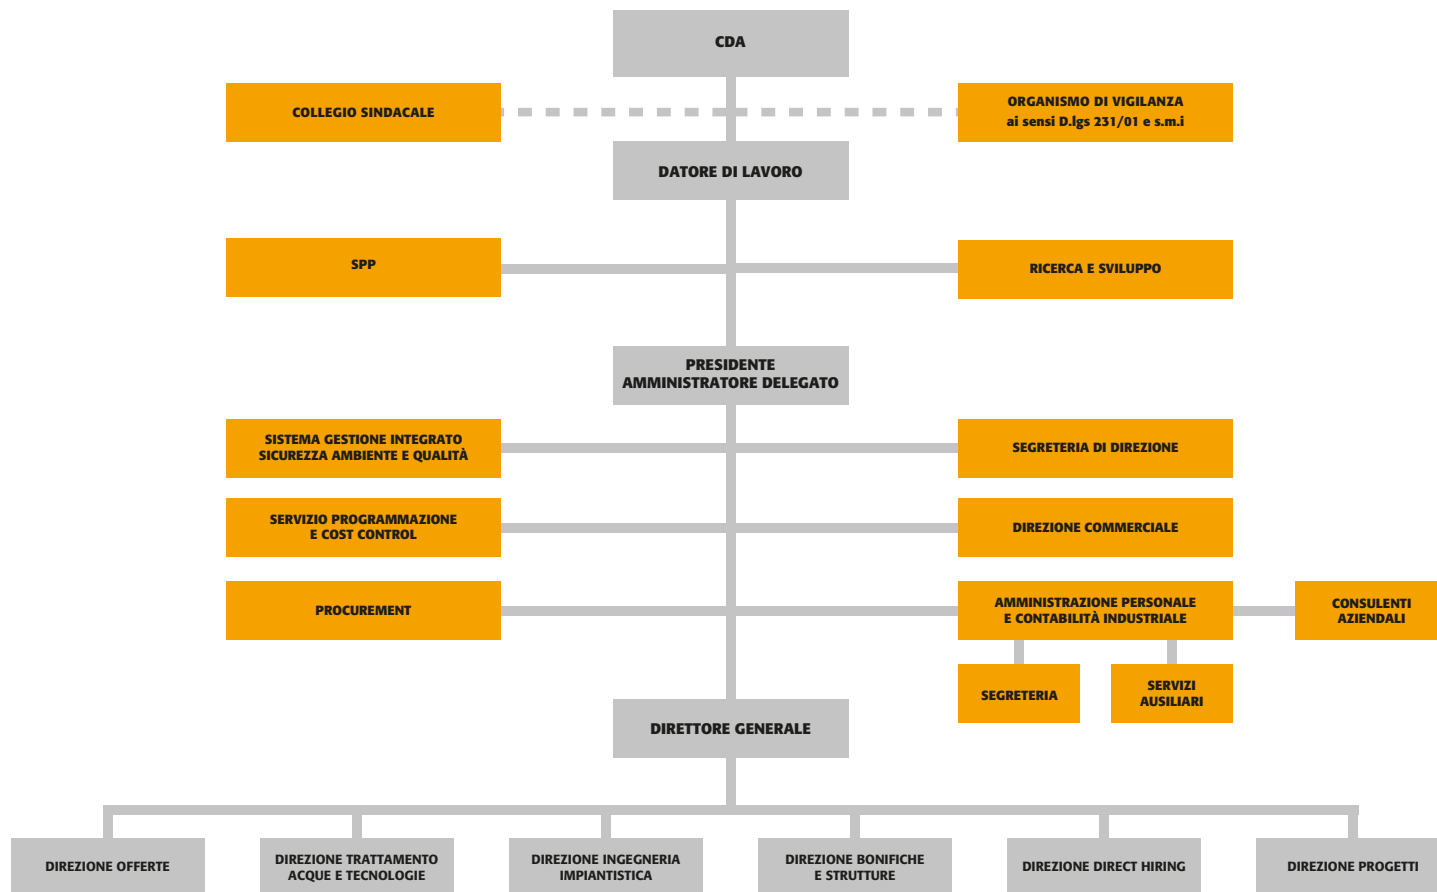 CDA
COLLEGIO SINDACALE
ORGANISMO DI VIGILANZA
ai sensi D.lgs 231/01 e s.m.i
DATORE DI LAVORO
SPP
RICERCA E SVILUPPO
PRESIDENTE
AMMINISTRATORE DELEGATO
SISTEMA GESTIONE INTEGRATO
SICUREZZA AMBIENTE E QUALITÀ
SEGRETERIA DI DIREZIONE
SERVIZIO PROGRAMMAZIONE
E COST CONTROL
DIREZIONE COMMERCIALE
PROCUREMENT
AMMINISTRAZIONE PERSONALE
E CONTABILITÀ INDUSTRIALE
CONSULENTI
AZIENDALI
SEGRETERIA
SERVIZI
AUSILIARI
DIRETTORE GENERALE
DIREZIONE OFFERTE
DIREZIONE TRATTAMENTO
ACQUE E TECNOLOGIE
DIREZIONE INGEGNERIA
IMPIANTISTICA
DIREZIONE BONIFICHE
E STRUTTURE
DIREZIONE DIRECT HIRING
DIREZIONE PROGETTI